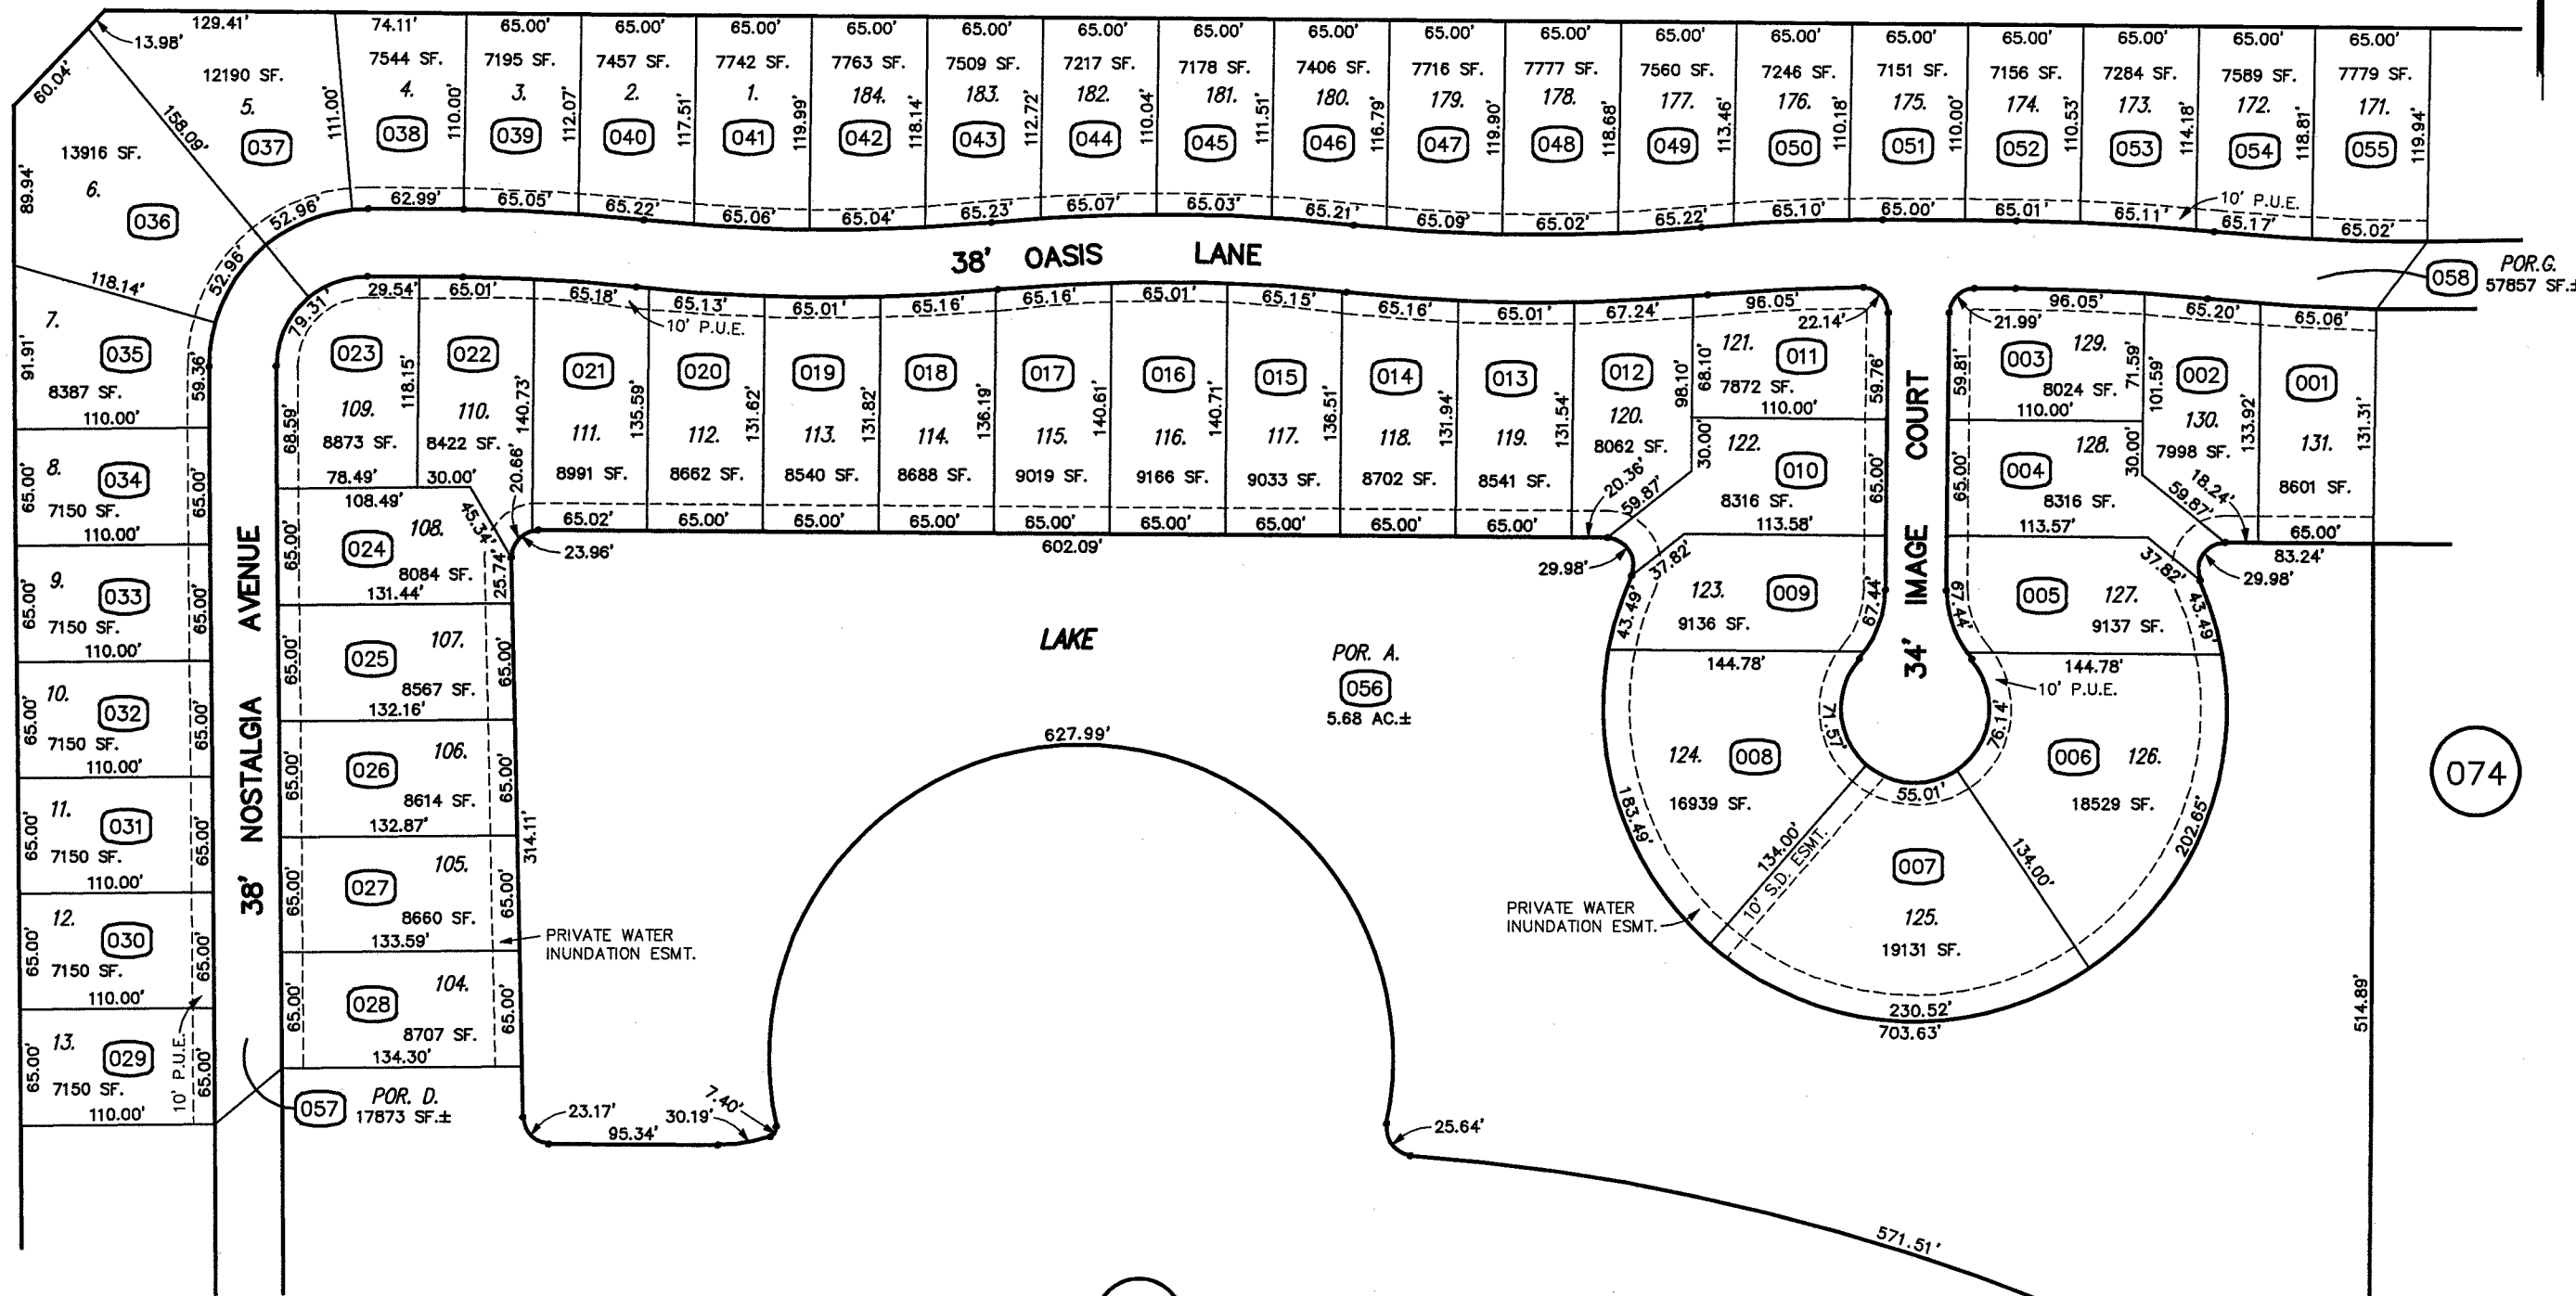 129.41' 74.11' 65.00' 65.00' 65.00' 65.00' 65.00' 65.00' 65.00' 65.00' 65.00' 65.00' 65.00' 65.00' 65.00' 65.00' 65.00' 65.00' 65.00'
13.98'
60.04'
12190 SF. 7544 SF. 7195 SF. 7457 SF. 7742 SF. 7763 SF. 7509 SF. 7217 SF. 7178 SF. 7406 SF. 7716 SF. 7777 SF. 7560 SF. 7246 SF. 7151 SF. 7156 SF. 7284 SF. 7589 SF. 7779 SF.
5. 4. 3. 2. 1. 184. 183. 182. 181. 180. 179. 178. 177. 176. 175. 174. 173. 172. 171.
037 038 039 040 041 042 043 044 045 046 047 048 049 050 051 052 053 054 055
158.09' 111.00' 110.00' 112.07' 117.51' 119.99' 118.14' 112.72' 110.04' 111.51' 116.79' 119.90' 118.68' 113.46' 110.18' 110.00' 110.53' 114.18' 118.81' 119.94'
13916 SF.
6.
036
89.94'
52.96' 62.99' 65.05' 65.22' 65.06' 65.04' 65.23' 65.07' 65.03' 65.21' 65.09' 65.02' 65.22' 65.10' 65.00' 65.01' 65.11' 65.17' 65.02'
10' P.U.E.
52.96'
118.14'
38' OASIS LANE
POR.G.
058
57857 SF.±
79.31' 29.54' 65.01' 65.18' 65.13' 65.01' 65.16' 65.16' 65.01' 65.15' 65.16' 65.01' 67.24' 96.05' 96.05' 65.20' 65.06'
10' P.U.E.
22.14' 21.99'
7.
035
91.91'
8387 SF.
110.00'
59.36'
023 022 021 020 019 018 017 016 015 014 013 012 011 003 002 001
109. 110. 111. 112. 113. 114. 115. 116. 117. 118. 119. 120. 121. 129. 130. 131.
8873 SF. 8422 SF. 8991 SF. 8662 SF. 8540 SF. 8688 SF. 9019 SF. 9166 SF. 9033 SF. 8702 SF. 8541 SF. 8062 SF. 7872 SF. 8024 SF. 7998 SF. 8601 SF.
68.59' 118.15' 140.73' 135.59' 131.62' 131.82' 136.19' 140.61' 140.71' 136.51' 131.94' 131.54' 98.10' 68.10' 59.76' 59.81' 71.59' 101.59' 133.92' 131.31'
110.00' 110.00'
78.49' 30.00'
30.00' 30.00'
122. 010 8316 SF. 113.58' 65.00'
128. 004 8316 SF. 113.57' 65.00'
20.66' 20.36' 59.87' 59.87' 18.24'
65.02' 65.00' 65.00' 65.00' 65.00' 65.00' 65.00' 65.00' 65.00' 65.00'
602.09'
83.24'
23.96' 29.98' 29.98'
8. 034 65.00' 7150 SF. 110.00' 65.00'
9. 033 65.00' 7150 SF. 110.00' 65.00'
10. 032 65.00' 7150 SF. 110.00' 65.00'
11. 031 65.00' 7150 SF. 110.00' 65.00'
12. 030 65.00' 7150 SF. 110.00' 65.00'
13. 029 65.00' 7150 SF. 110.00' 65.00'
10' P.U.E.
38' NOSTALGIA AVENUE
108.49' 108. 024 8084 SF. 131.44' 65.00' 45.34' 25.74'
107. 025 8567 SF. 132.16' 65.00' 65.00'
106. 026 8614 SF. 132.87' 65.00' 65.00'
105. 027 8660 SF. 133.59' 65.00' 65.00'
104. 028 8707 SF. 134.30' 65.00' 65.00'
314.11'
PRIVATE WATER
INUNDATION ESMT.
057
POR. D.
17873 SF.±
LAKE
POR. A.
056
5.68 AC.±
627.99'
34' IMAGE COURT
37.82' 43.49' 123. 009 9136 SF. 144.78' 67.44'
37.82' 43.49' 127. 005 9137 SF. 144.78' 67.44'
10' P.U.E.
124. 008 16939 SF. 71.57' 183.49'
126. 006 18529 SF. 76.14' 202.65'
55.01'
134.00' 134.00'
10' S.D. ESMT.
007
125.
19131 SF.
230.52'
703.63'
PRIVATE WATER
INUNDATION ESMT.
074
514.89'
23.17' 95.34' 30.19' 7.40' 25.64'
571.51'